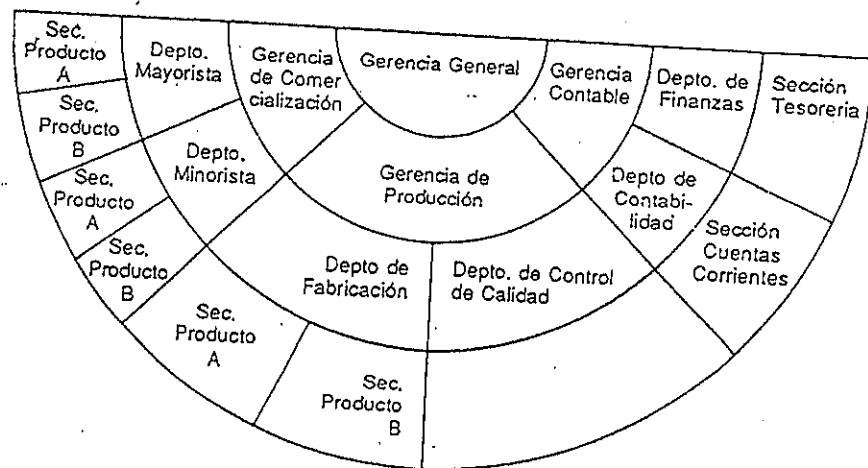 Sec.
Producto
A
Depto.
Mayorista
Gerencia
de Comer
cialización
Gerencia General
Gerencia
Contable
Depto. de
Finanzas
Sección
Tesoreria
Sec.
Producto
B
Depto.
Minorista
Gerencia de
Producción
Depto de
Contabi-
lidad
Sec.
Producto
A
Sección
Cuentas
Corrientes
Sec.
Producto
B
Depto de
Fabricación
Depto. de Control
de Calidad
Sec.
Producto
A
Sec.
Producto
B